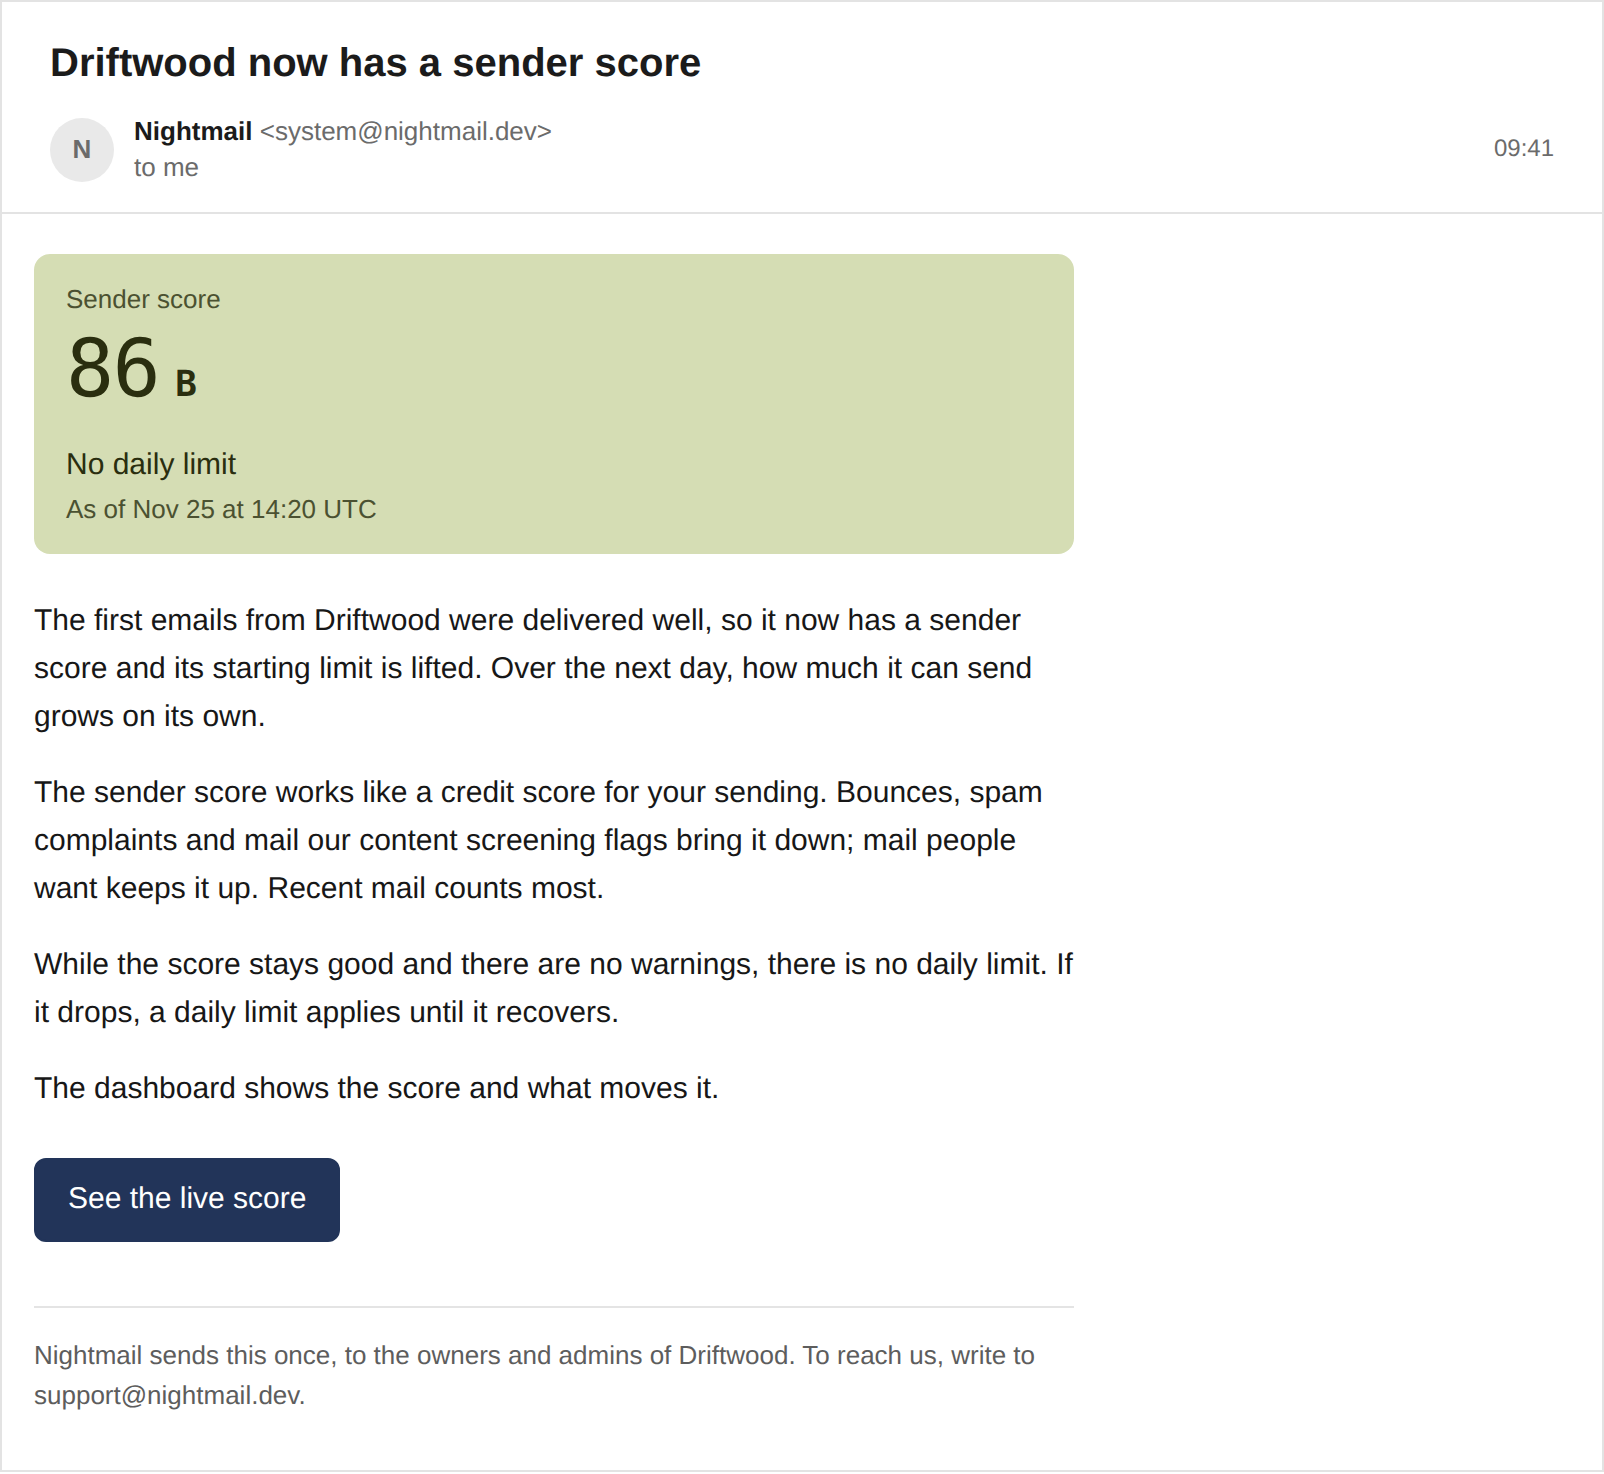 Driftwood now has a sender score
N
Nightmail <system@nightmail.dev>
to me
09:41
Sender score
86 B
No daily limit
As of Nov 25 at 14:20 UTC
The first emails from Driftwood were delivered well, so it now has a sender
score and its starting limit is lifted. Over the next day, how much it can send
grows on its own.
The sender score works like a credit score for your sending. Bounces, spam
complaints and mail our content screening flags bring it down; mail people
want keeps it up. Recent mail counts most.
While the score stays good and there are no warnings, there is no daily limit. If
it drops, a daily limit applies until it recovers.
The dashboard shows the score and what moves it.
See the live score
Nightmail sends this once, to the owners and admins of Driftwood. To reach us, write to
support@nightmail.dev.